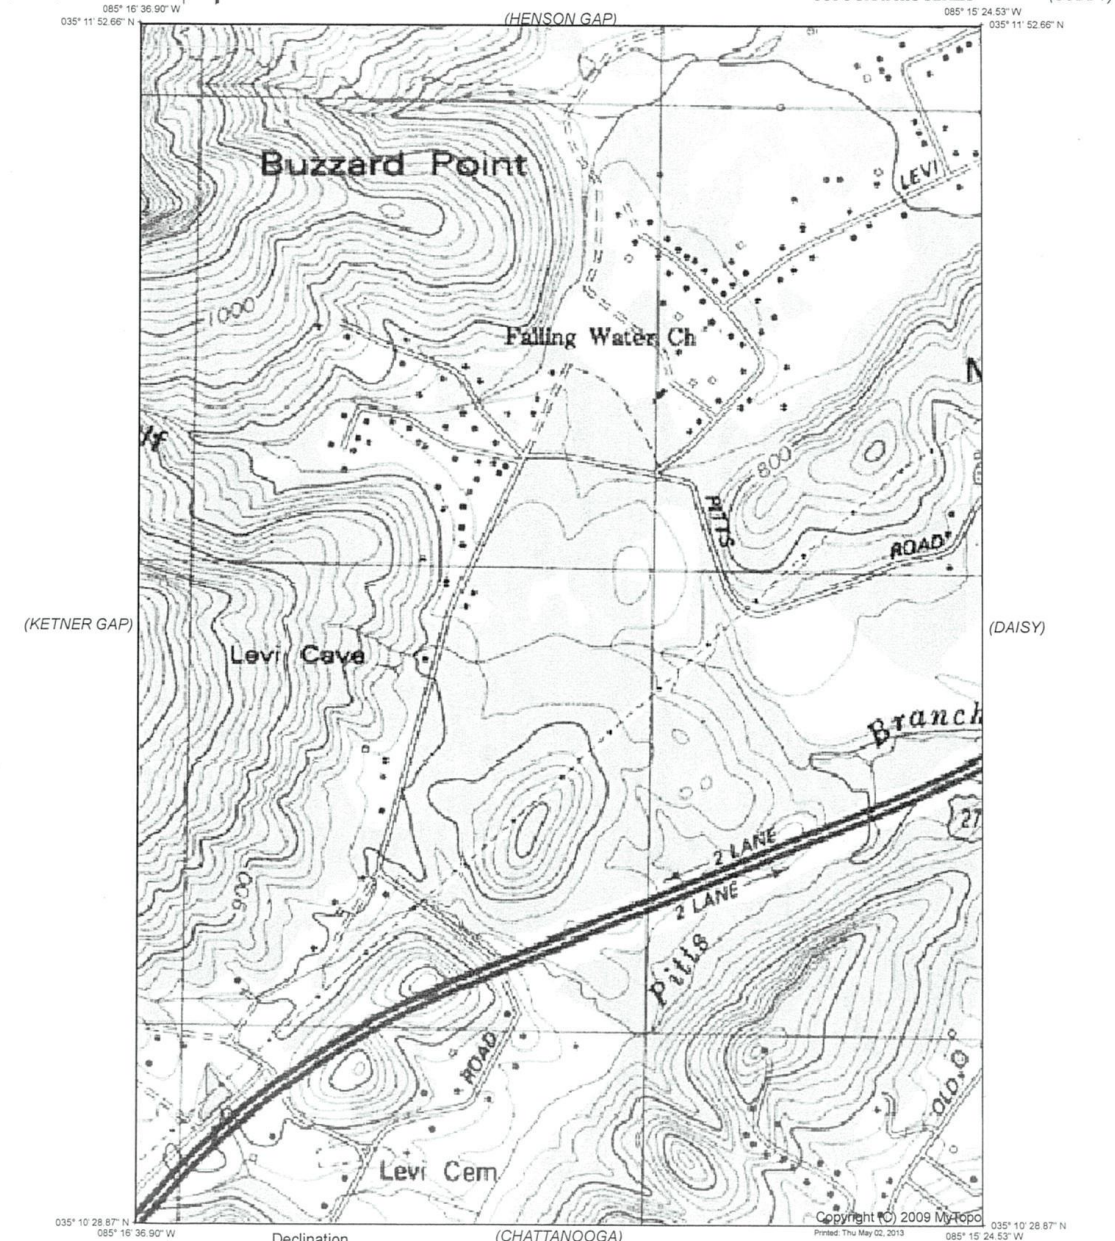 085° 16' 36.90" W
(HENSON GAP)
085° 15' 24.53" W
035° 11' 52.66" N
035° 11' 52.66" N
Buzzard Point
LEVI
1000
Falling Water Ch
N
800
PITTS
ROAD
(KETNER GAP)
(DAISY)
Levi Cave
Branch
27
2 LANE
2 LANE
900
Pitts
ROAD
OLD
Levi Cem
Copyright (C) 2009 MyTopo
035° 10' 28.87" N
035° 10' 28.87" N
085° 16' 36.90" W
Declination
(CHATTANOOGA)
Printed: Thu May 02, 2013
085° 15' 24.53" W